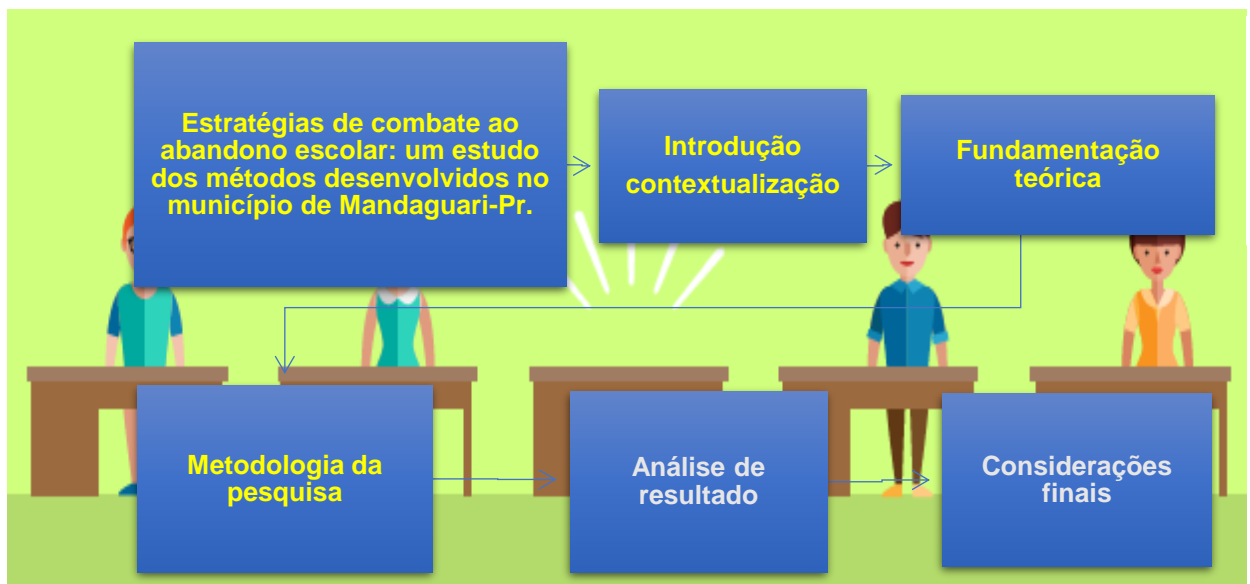 Estratégias de combate ao
abandono escolar: um estudo
dos métodos desenvolvidos no
município de Mandaguari-Pr.
Introdução
contextualização
Fundamentação
teórica
Metodologia da
pesquisa
Análise de
resultado
Considerações
finais